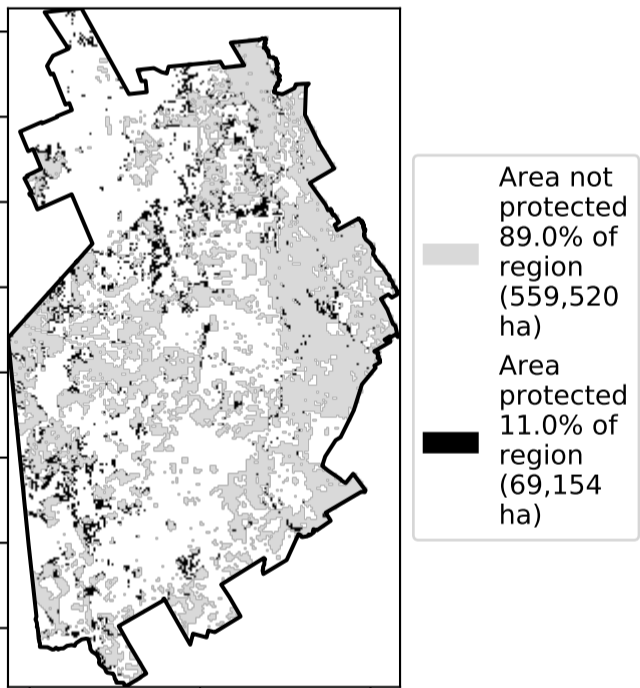 Area not
protected
89.0% of
region
(559,520
ha)
Area
protected
11.0% of
region
(69,154
ha)